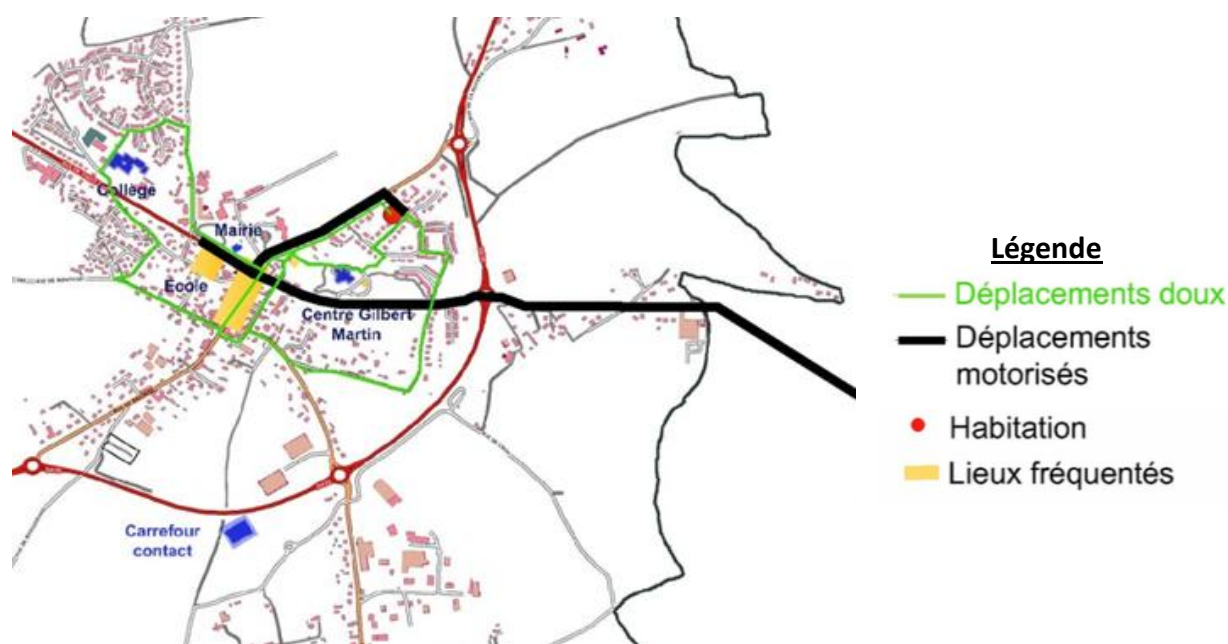 Collège
Mairie
École
Centre Gilbert
Martin
Carrefour
contact
Légende
Déplacements doux
Déplacements
motorisés
Habitation
Lieux fréquentés